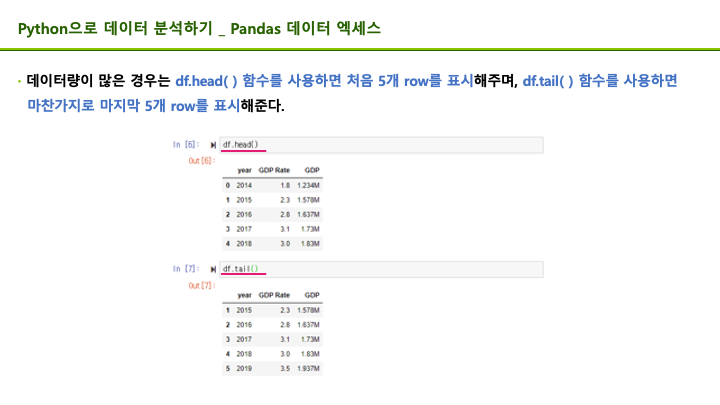 Python으로 데이터 분석하기 _ Pandas 데이터 엑세스
· 데이터량이 많은 경우는 df.head( ) 함수를 사용하면 처음 5개 row를 표시해주며, df.tail( ) 함수를 사용하면
마찬가지로 마지막 5개 row를 표시해준다.
In [6]: df.head()
Out[6]:
year GDP Rate GDP
0 2014 1.8 1.234M
1 2015 2.3 1.578M
2 2016 2.8 1.637M
3 2017 3.1 1.73M
4 2018 3.0 1.83M
In [7]: df.tail()
Out[7]:
year GDP Rate GDP
1 2015 2.3 1.578M
2 2016 2.8 1.637M
3 2017 3.1 1.73M
4 2018 3.0 1.83M
5 2019 3.5 1.937M